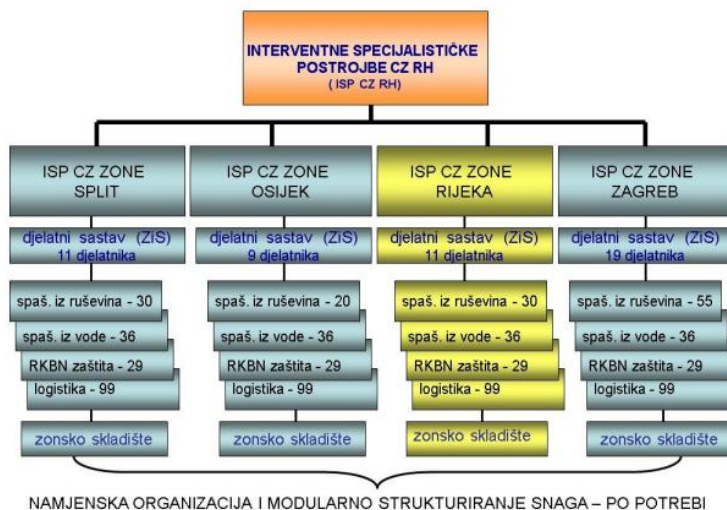 INTERVENTNE SPECIJALISTIČKE
POSTROJBE CZ RH
( ISP CZ RH)
ISP CZ ZONE
SPLIT
djelatni sastav (ZiS)
11 djelatnika
spaš. iz ruševina - 30
spaš. iz vode - 36
RKBN zaštita - 29
logistika - 99
zonsko skladište
ISP CZ ZONE
OSIJEK
djelatni sastav (ZiS)
9 djelatnika
spaš. iz ruševina - 20
spaš. iz vode - 36
RKBN zaštita - 29
logistika - 99
zonsko skladište
ISP CZ ZONE
RIJEKA
djelatni sastav (ZiS)
11 djelatnika
spaš. iz ruševina - 30
spaš. iz vode - 36
RKBN zaštita - 29
logistika - 99
zonsko skladište
ISP CZ ZONE
ZAGREB
djelatni sastav (ZiS)
19 djelatnika
spaš. iz ruševina - 55
spaš. iz vode - 36
RKBN zaštita - 29
logistika - 99
zonsko skladište
NAMJENSKA ORGANIZACIJA I MODULARNO STRUKTURIRANJE SNAGA – PO POTREBI